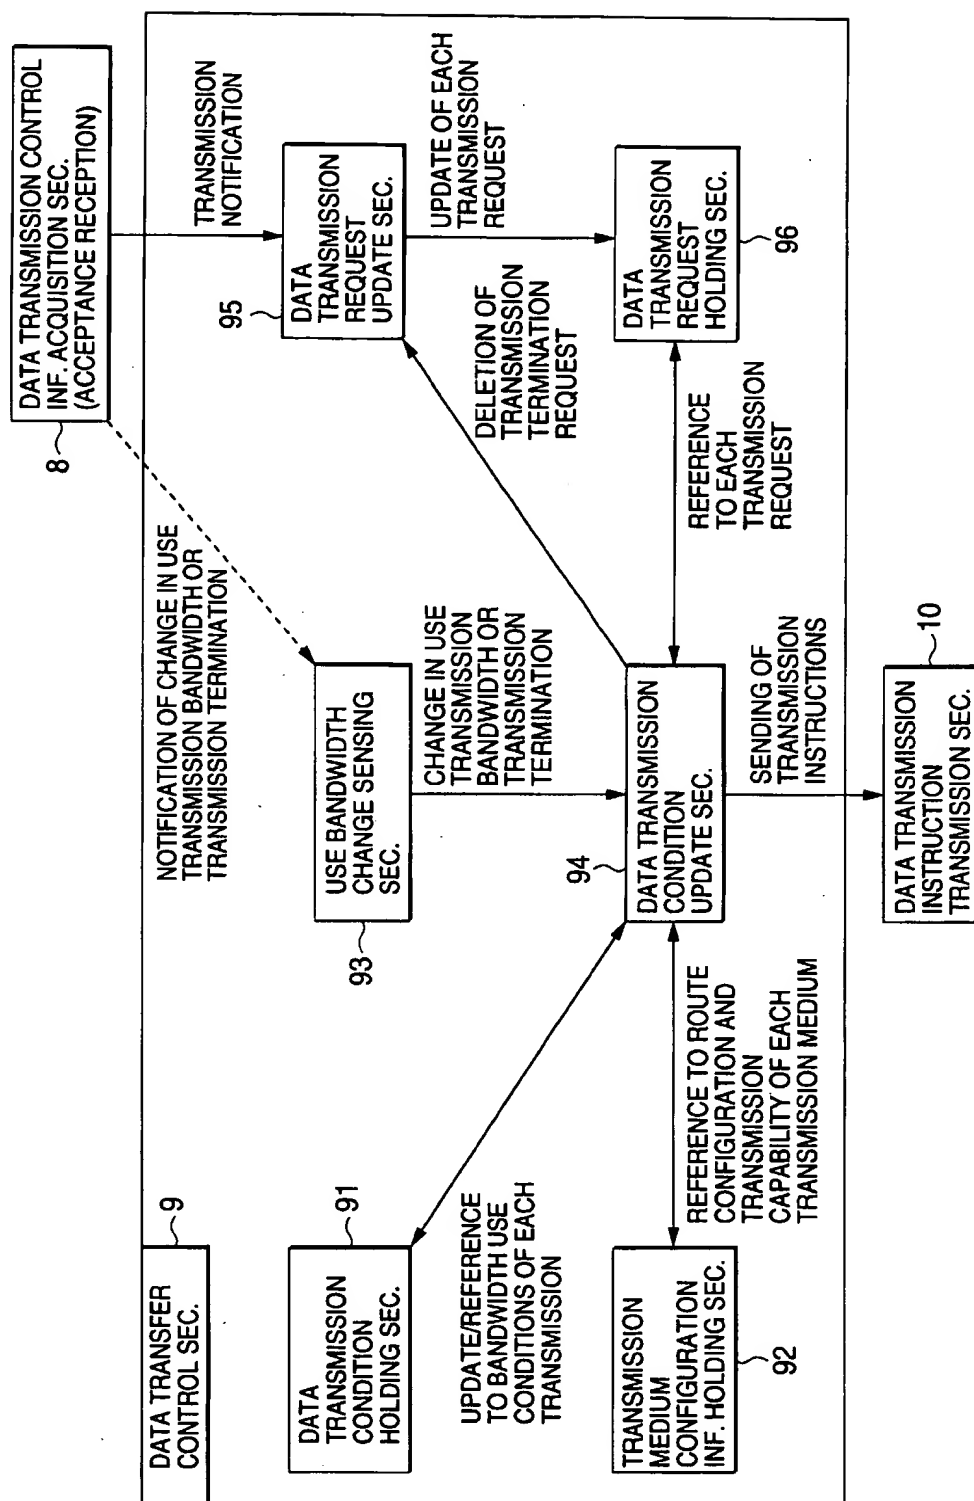 DATA TRANSFER
CONTROL SEC.
9
DATA TRANSMISSION CONTROL
INF. ACQUISITION SEC.
(ACCEPTANCE RECEPTION)
8
NOTIFICATION OF CHANGE IN USE
TRANSMISSION BANDWIDTH OR
TRANSMISSION TERMINATION
TRANSMISSION
NOTIFICATION
DATA
TRANSMISSION
CONDITION
HOLDING SEC.
91
USE BANDWIDTH
CHANGE SENSING
SEC.
93
DATA
TRANSMISSION
REQUEST
UPDATE SEC.
95
UPDATE/REFERENCE
TO BANDWIDTH USE
CONDITIONS OF EACH
TRANSMISSION
CHANGE IN USE
TRANSMISSION
BANDWIDTH OR
TRANSMISSION
TERMINATION
DELETION OF
TRANSMISSION
TERMINATION
REQUEST
UPDATE OF EACH
TRANSMISSION
REQUEST
TRANSMISSION
MEDIUM
CONFIGURATION
INF. HOLDING SEC.
92
REFERENCE TO ROUTE
CONFIGURATION AND
TRANSMISSION
CAPABILITY OF EACH
TRANSMISSION MEDIUM
94
DATA TRANSMISSION
CONDITION
UPDATE SEC.
REFERENCE
TO EACH
TRANSMISSION
REQUEST
DATA
TRANSMISSION
REQUEST
HOLDING SEC.
96
SENDING OF
TRANSMISSION
INSTRUCTIONS
10
DATA TRANSMISSION
INSTRUCTION
TRANSMISSION SEC.